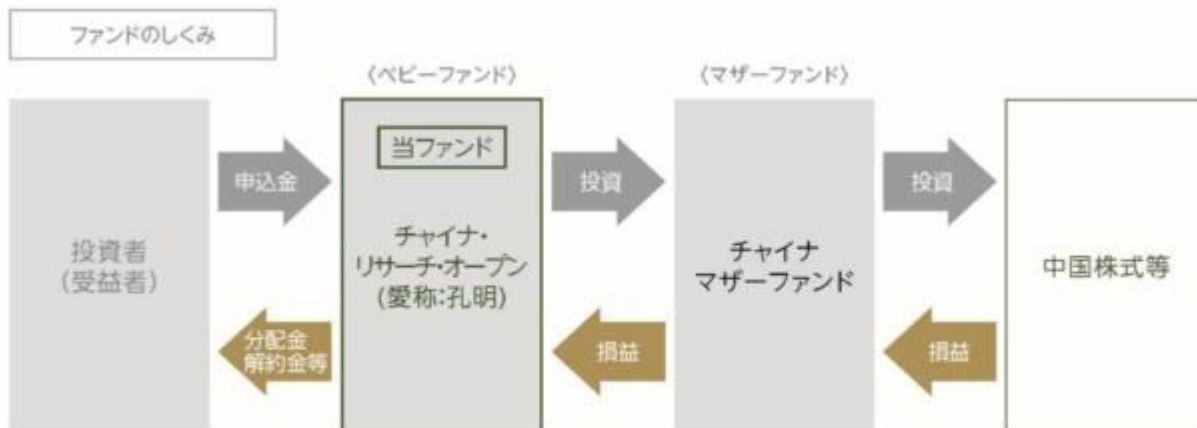 ファンドのしくみ
〈ベビーファンド〉
〈マザーファンド〉
投資者
(受益者)
申込金
分配金
解約金等
当ファンド
チャイナ・
リサーチ・オープン
(愛称:孔明)
投資
損益
チャイナ
マザーファンド
投資
損益
中国株式等